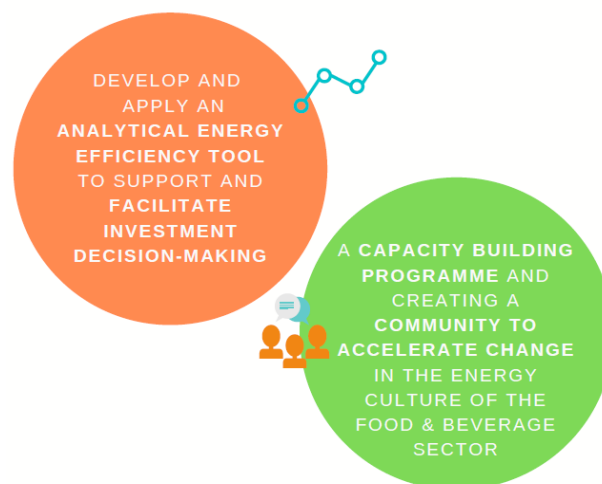 DEVELOP AND
APPLY AN
ANALYTICAL ENERGY
EFFICIENCY TOOL
TO SUPPORT AND
FACILITATE
INVESTMENT
DECISION-MAKING
A CAPACITY BUILDING
PROGRAMME AND
CREATING A
COMMUNITY TO
ACCELERATE CHANGE
IN THE ENERGY
CULTURE OF THE
FOOD & BEVERAGE
SECTOR